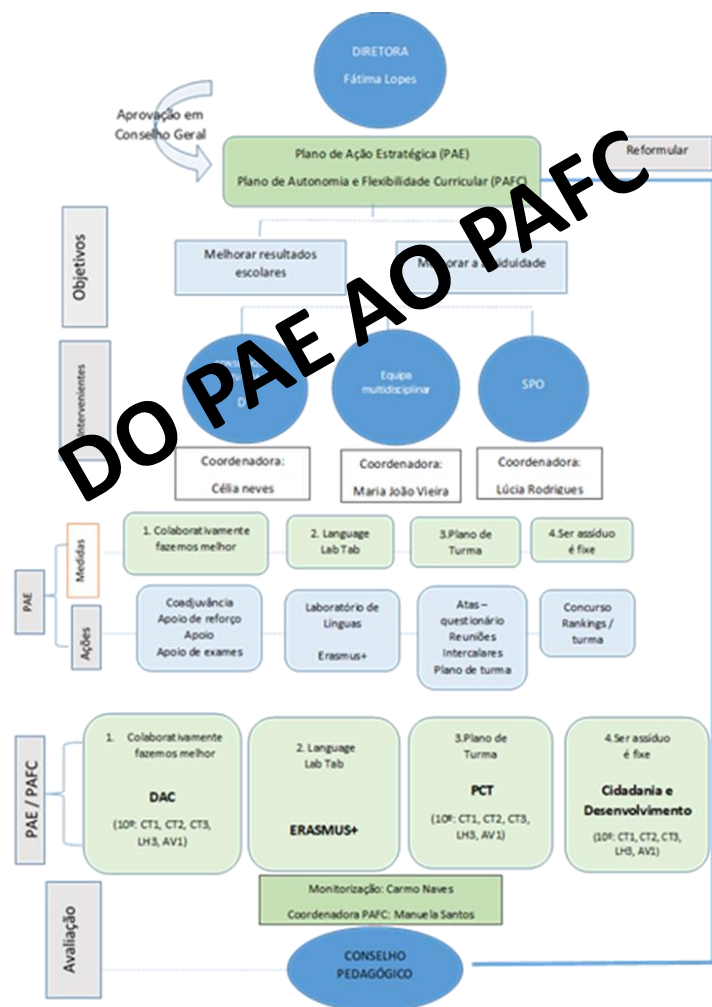 DIRETORA
Fátima Lopes
Aprovação em
Conselho Geral
Plano de Ação Estratégica (PAE)
Plano de Autonomia e Flexibilidade Curricular (PAFC)
Reformular
DO PAE AO PAFC
Objetivos
Melhorar resultados
escolares
Melhorar a assiduidade
Intervenientes
Equipa
multidisciplinar
SPO
Coordenadora:
Célia neves
Coordenadora:
Maria João Vieira
Coordenadora:
Lúcia Rodrigues
PAE
Medidas
1. Colaborativamente
fazemos melhor
2. Language
Lab Tab
3.Plano de
Turma
4.Ser assíduo
é fixe
Ações
Coadjuvância
Apoio de reforço
Apoio
Apoio de exames
Laboratório de
Línguas
Erasmus+
Atas –
questionário
Reuniões
Intercalares
Plano de turma
Concurso
Rankings /
turma
PAE / PAFC
1. Colaborativamente
fazemos melhor
DAC
(10º: CT1, CT2, CT3,
LH3, AV1)
2. Language
Lab Tab
ERASMUS+
3.Plano de
Turma
PCT
(10º: CT1, CT2, CT3,
LH3, AV1)
4.Ser assíduo
é fixe
Cidadania e
Desenvolvimento
(10º: CT1, CT2, CT3,
LH3, AV1)
Avaliação
Monitorização: Carmo Naves
Coordenadora PAFC: Manuela Santos
CONSELHO
PEDAGÓGICO